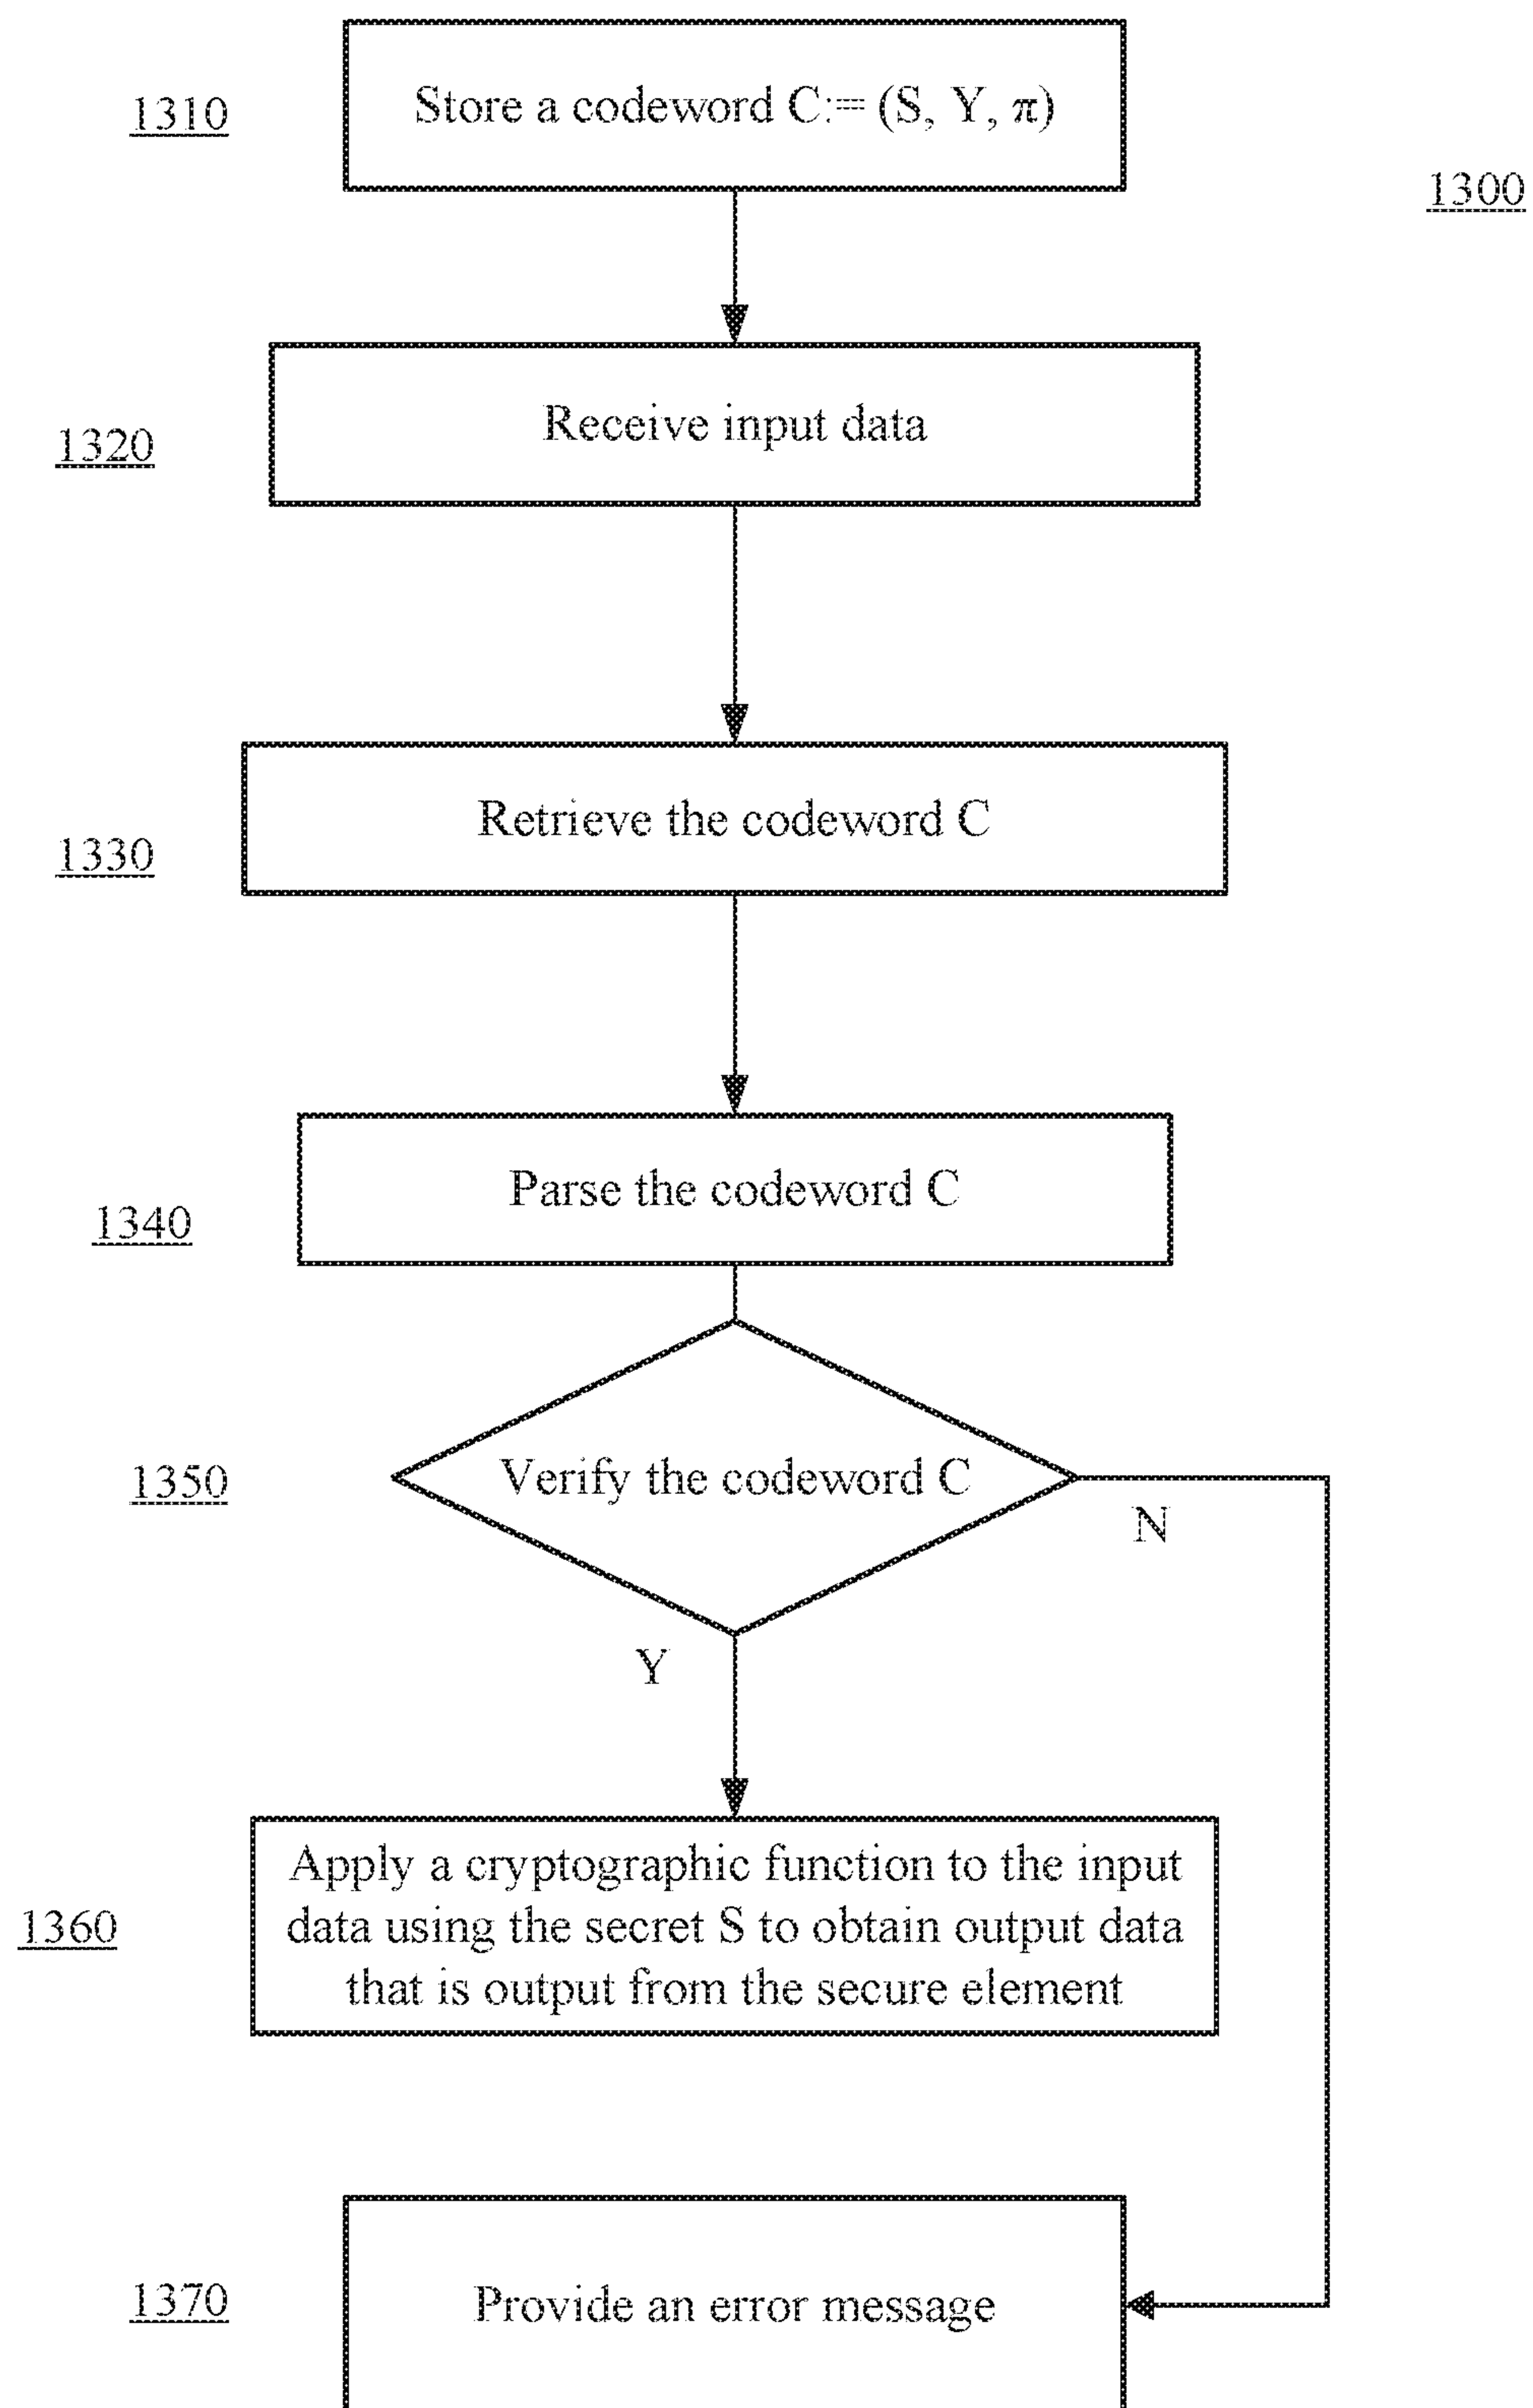 1310
Store a codeword C:= (S, Y, π)
1300
1320
Receive input data
1330
Retrieve the codeword C
1340
Parse the codeword C
1350
Verify the codeword C
N
Y
1360
Apply a cryptographic function to the input
data using the secret S to obtain output data
that is output from the secure element
1370
Provide an error message